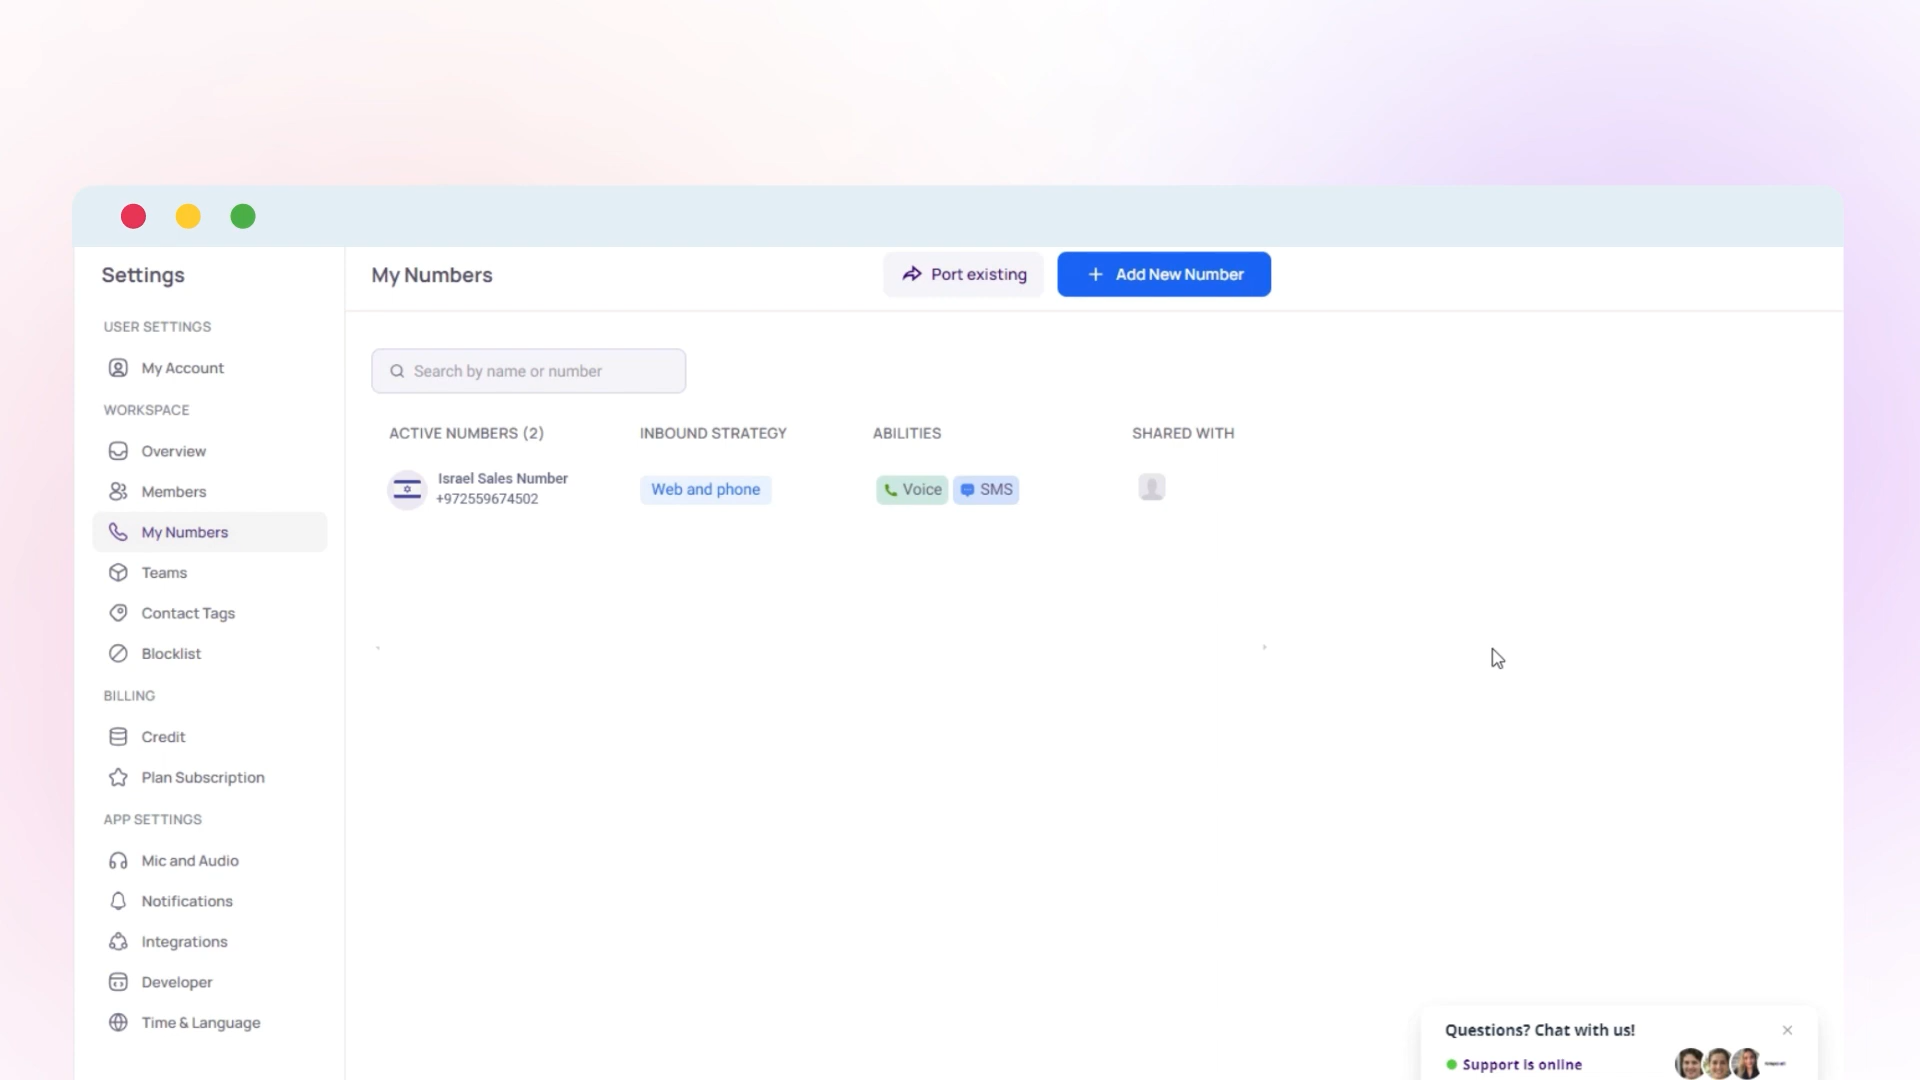 Settings
USER SETTINGS
My Account
WORKSPACE
Overview
Members
My Numbers
Teams
Contact Tags
Blocklist
BILLING
Credit
Plan Subscription
APP SETTINGS
Mic and Audio
Notifications
Integrations
Developer
Time & Language
My Numbers
Port existing
+ Add New Number
Search by name or number
ACTIVE NUMBERS (2) INBOUND STRATEGY ABILITIES SHARED WITH
Israel Sales Number
+972559674502
Web and phone
Voice SMS
Questions? Chat with us!
Support is online